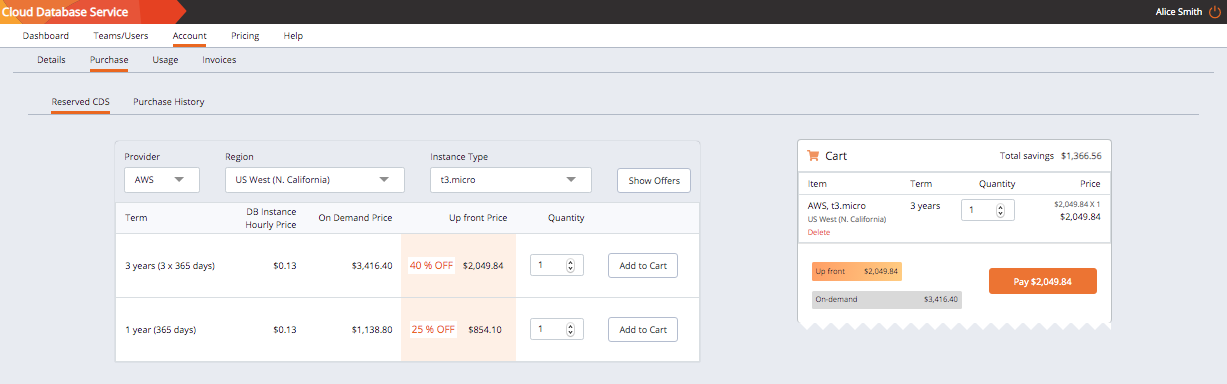 Cloud Database Service
Alice Smith
Dashboard Teams/Users Account Pricing Help
Details Purchase Usage Invoices
Reserved CDS Purchase History
Provider Region Instance Type
AWS US West (N. California) t3.micro Show Offers
Term DB Instance Hourly Price On Demand Price Up front Price Quantity
3 years (3 x 365 days) $0.13 $3,416.40 40 % OFF $2,049.84 1 Add to Cart
1 year (365 days) $0.13 $1,138.80 25 % OFF $854.10 1 Add to Cart
Cart Total savings $1,366.56
Item Term Quantity Price
AWS, t3.micro 3 years 1 $2,049.84 X 1
US West (N. California) $2,049.84
Delete
Up front $2,049.84
Pay $2,049.84
On-demand $3,416.40